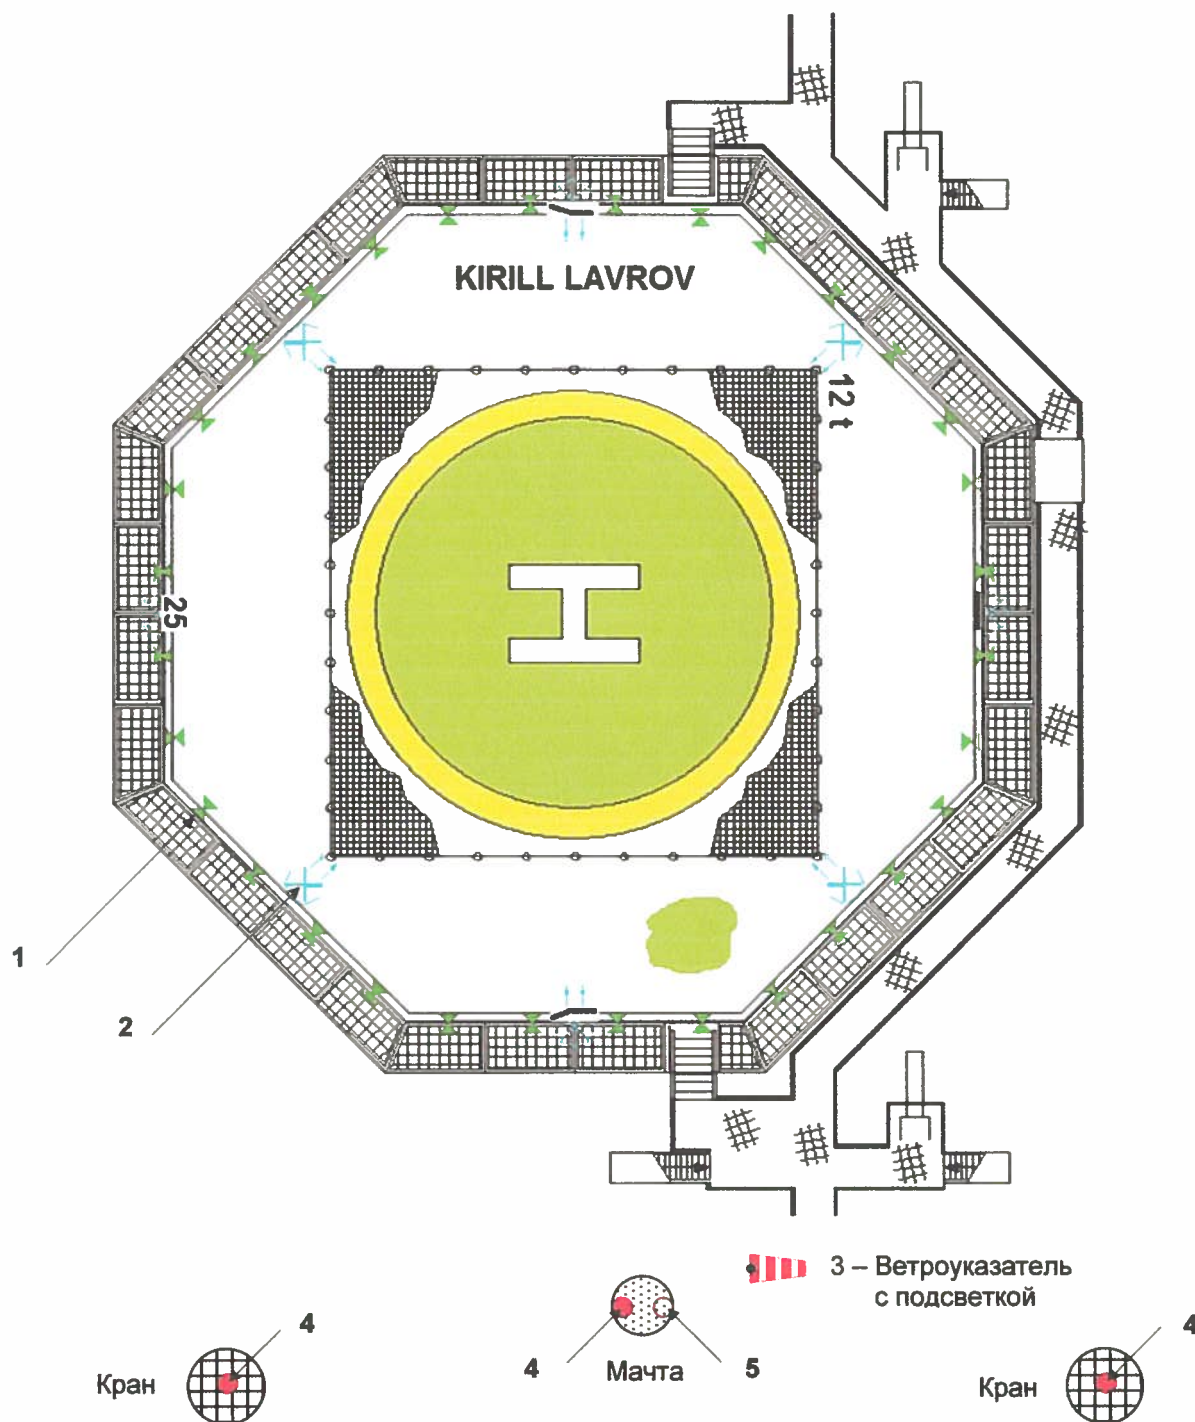 KIRILL LAVROV
12 t
H
25
1
2
3 – Ветроуказатель
с подсветкой
4
4
Мачта
5
4
Кран
Кран